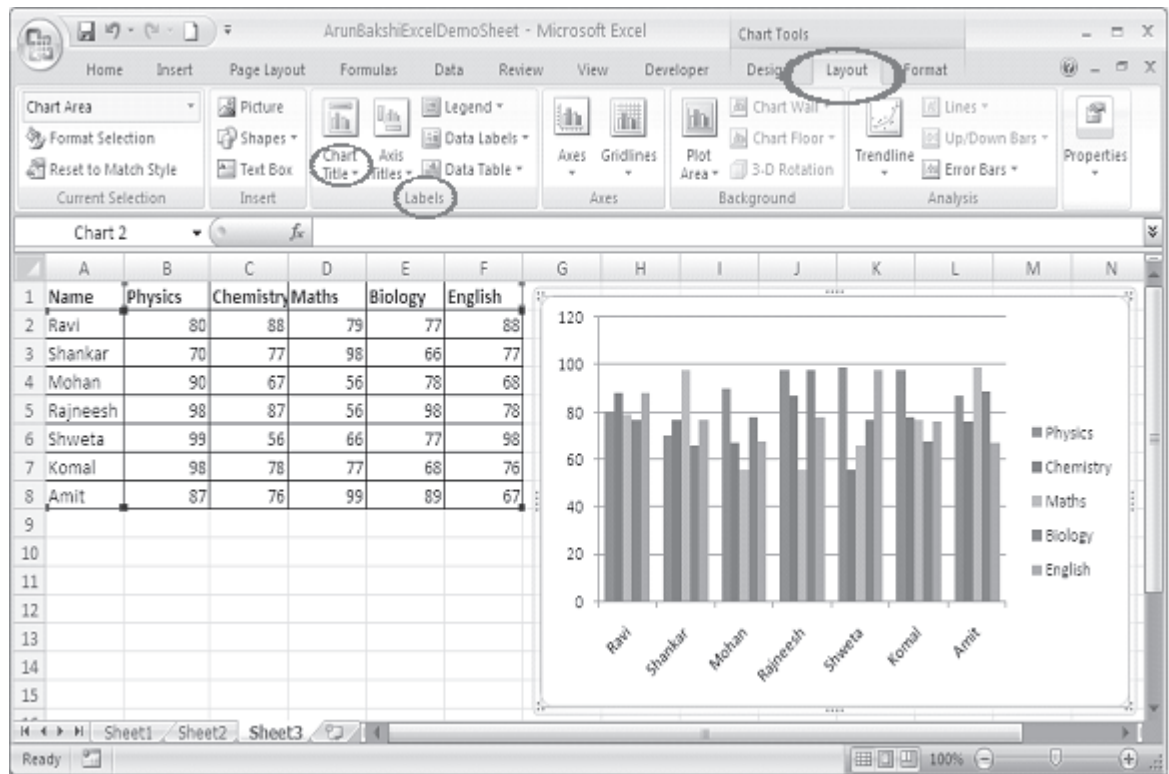 ArunBakshiExcelDemoSheet - Microsoft Excel
Chart Tools
Home Insert Page Layout Formulas Data Review View Developer Design Layout Format
Chart Area
Format Selection
Reset to Match Style
Current Selection
Picture
Shapes
Text Box
Insert
Chart Title
Axis Titles
Legend
Data Labels
Data Table
Labels
Axes
Gridlines
Axes
Plot Area
Chart Wall
Chart Floor
3-D Rotation
Background
Trendline
Lines
Up/Down Bars
Error Bars
Analysis
Properties
Chart 2
fx
A B C D E F G H I J K L M N
1 Name Physics Chemistry Maths Biology English
2 Ravi 80 88 79 77 88
3 Shankar 70 77 98 66 77
4 Mohan 90 67 56 78 68
5 Rajneesh 98 87 56 98 78
6 Shweta 99 56 66 77 98
7 Komal 98 78 77 68 76
8 Amit 87 76 99 89 67
9
10
11
12
13
14
15
120
100
80
60
40
20
0
Ravi Shankar Mohan Rajneesh Shweta Komal Amit
Physics
Chemistry
Maths
Biology
English
Sheet1 Sheet2 Sheet3
Ready
100%